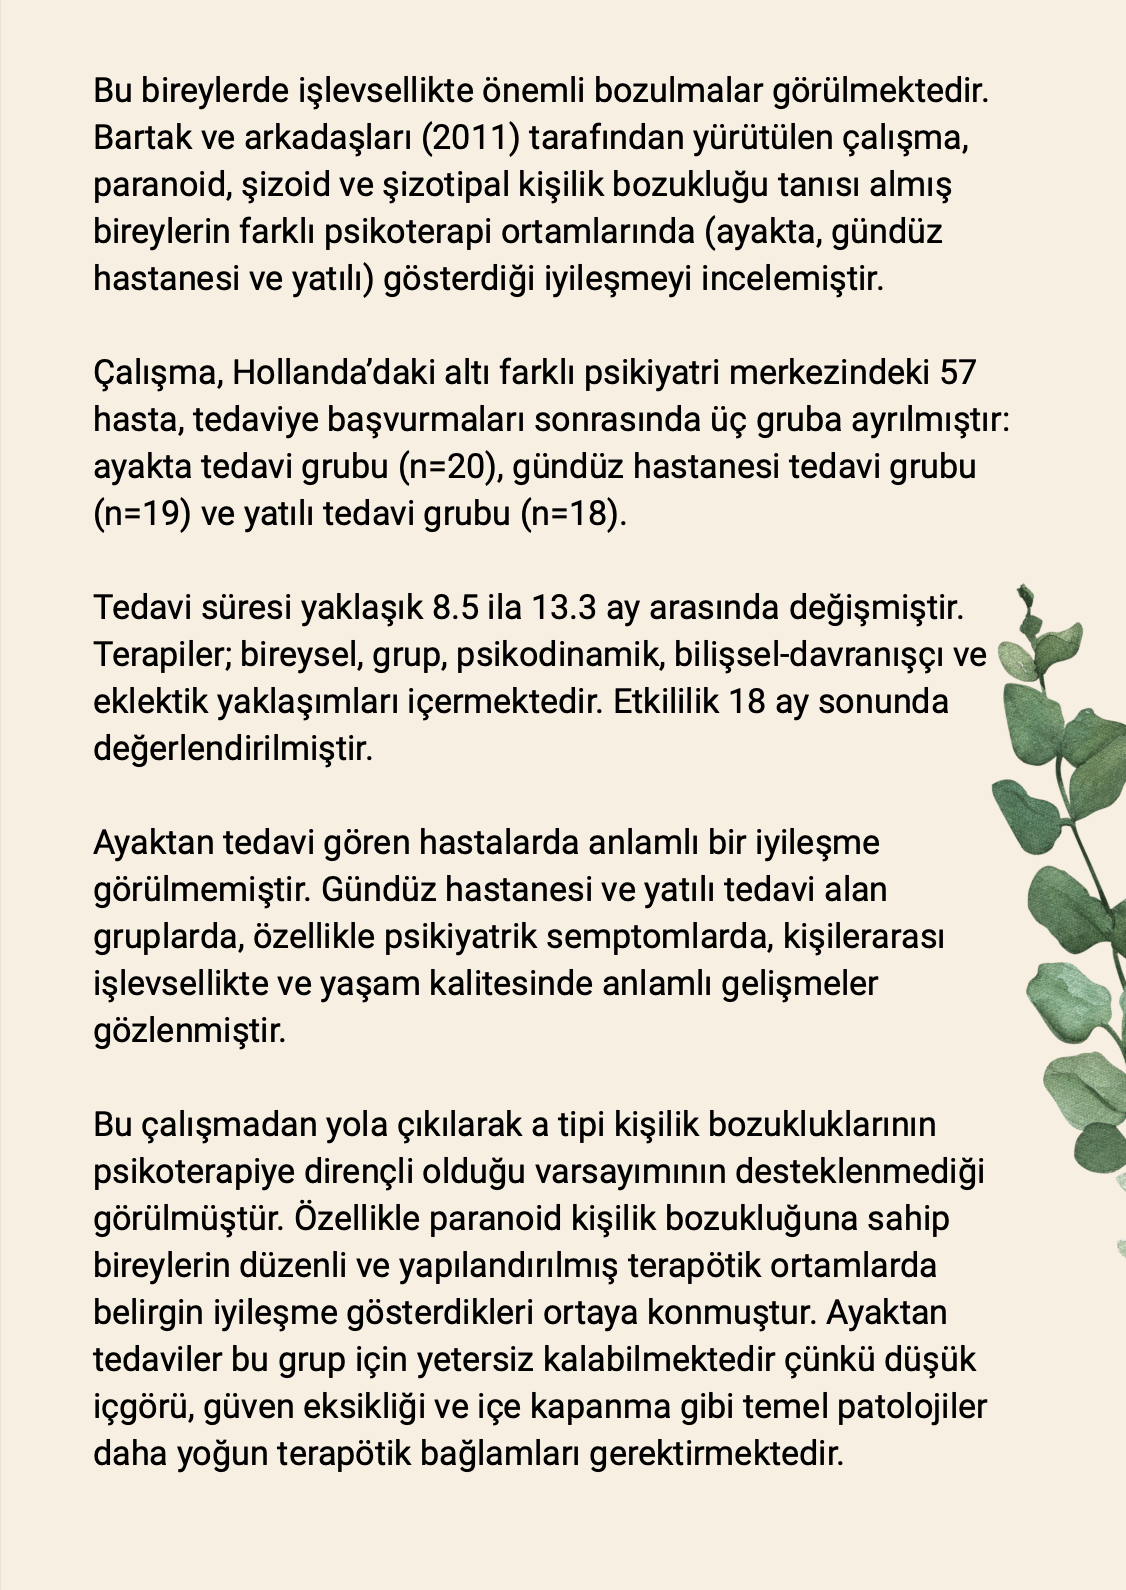 Bu bireylerde işlevsellikte önemli bozulmalar görülmektedir.
Bartak ve arkadaşları (2011) tarafından yürütülen çalışma,
paranoid, şizoid ve şizotipal kişilik bozukluğu tanısı almış
bireylerin farklı psikoterapi ortamlarında (ayakta, gündüz
hastanesi ve yatılı) gösterdiği iyileşmeyi incelemiştir.
Çalışma, Hollanda’daki altı farklı psikiyatri merkezindeki 57
hasta, tedaviye başvurmaları sonrasında üç gruba ayrılmıştır:
ayakta tedavi grubu (n=20), gündüz hastanesi tedavi grubu
(n=19) ve yatılı tedavi grubu (n=18).
Tedavi süresi yaklaşık 8.5 ila 13.3 ay arasında değişmiştir.
Terapiler; bireysel, grup, psikodinamik, bilişsel-davranışçı ve
eklektik yaklaşımları içermektedir. Etkililik 18 ay sonunda
değerlendirilmiştir.
Ayaktan tedavi gören hastalarda anlamlı bir iyileşme
görülmemiştir. Gündüz hastanesi ve yatılı tedavi alan
gruplarda, özellikle psikiyatrik semptomlarda, kişilerarası
işlevsellikte ve yaşam kalitesinde anlamlı gelişmeler
gözlenmiştir.
Bu çalışmadan yola çıkılarak a tipi kişilik bozukluklarının
psikoterapiye dirençli olduğu varsayımının desteklenmediği
görülmüştür. Özellikle paranoid kişilik bozukluğuna sahip
bireylerin düzenli ve yapılandırılmış terapötik ortamlarda
belirgin iyileşme gösterdikleri ortaya konmuştur. Ayaktan
tedaviler bu grup için yetersiz kalabilmektedir çünkü düşük
içgörü, güven eksikliği ve içe kapanma gibi temel patolojiler
daha yoğun terapötik bağlamları gerektirmektedir.